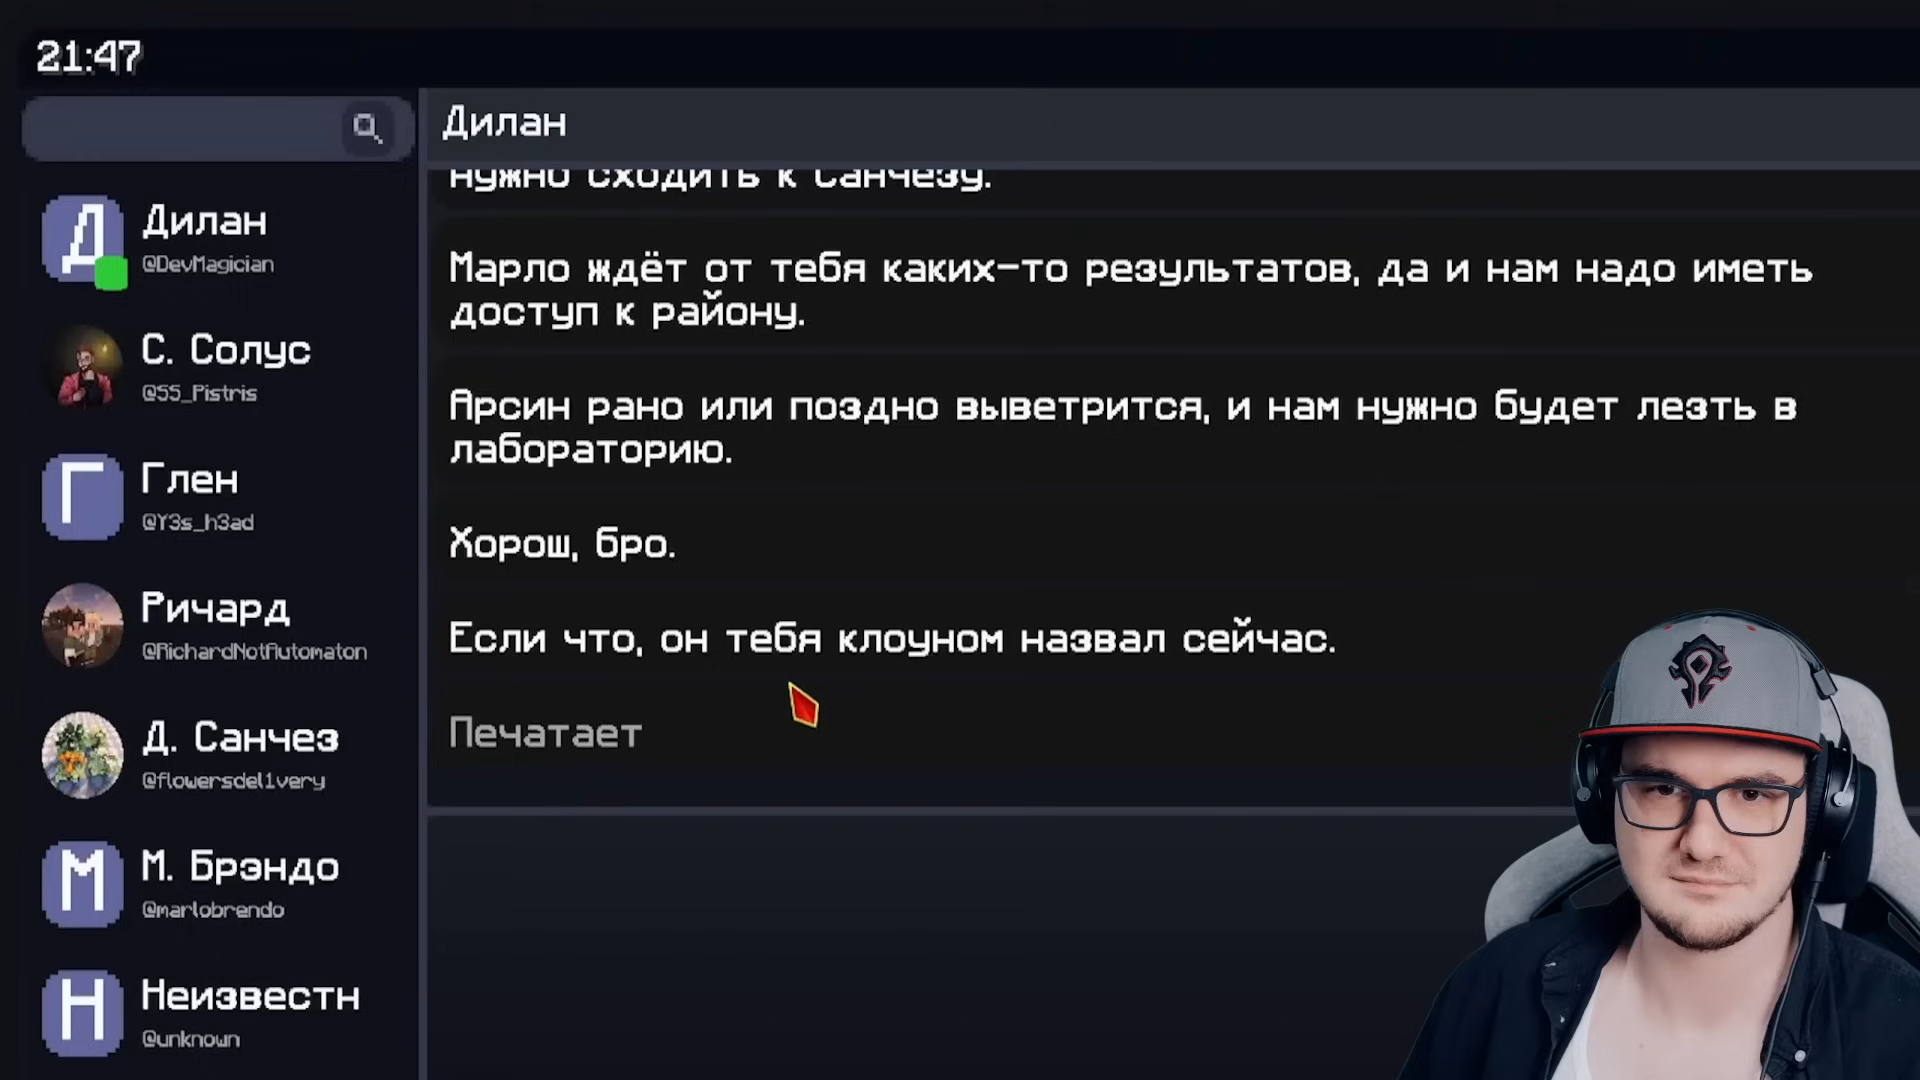 21:47
Дилан
@DevMagician
С. Солус
@SS_Pistris
Глен
@Y3s_h3ad
Ричард
@RichardNotAutomaton
Д. Санчез
@flowersdel1very
М. Брэндо
@marlobrendo
Неизвестн
@unknown
Дилан
нужно сходить к Санчезу.
Марло ждёт от тебя каких-то результатов, да и нам надо иметь
доступ к району.
Арсин рано или поздно выветрится, и нам нужно будет лезть в
лабораторию.
Хорош, бро.
Если что, он тебя клоуном назвал сейчас.
Печатает
Д
Г
М
Н